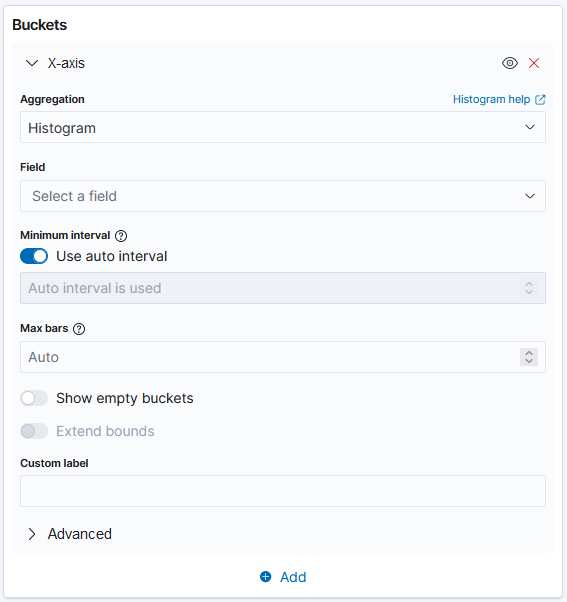 Buckets
X-axis
Aggregation
Histogram help
Histogram
Field
Select a field
Minimum interval
Use auto interval
Auto interval is used
Max bars
Auto
Show empty buckets
Extend bounds
Custom label
Advanced
Add